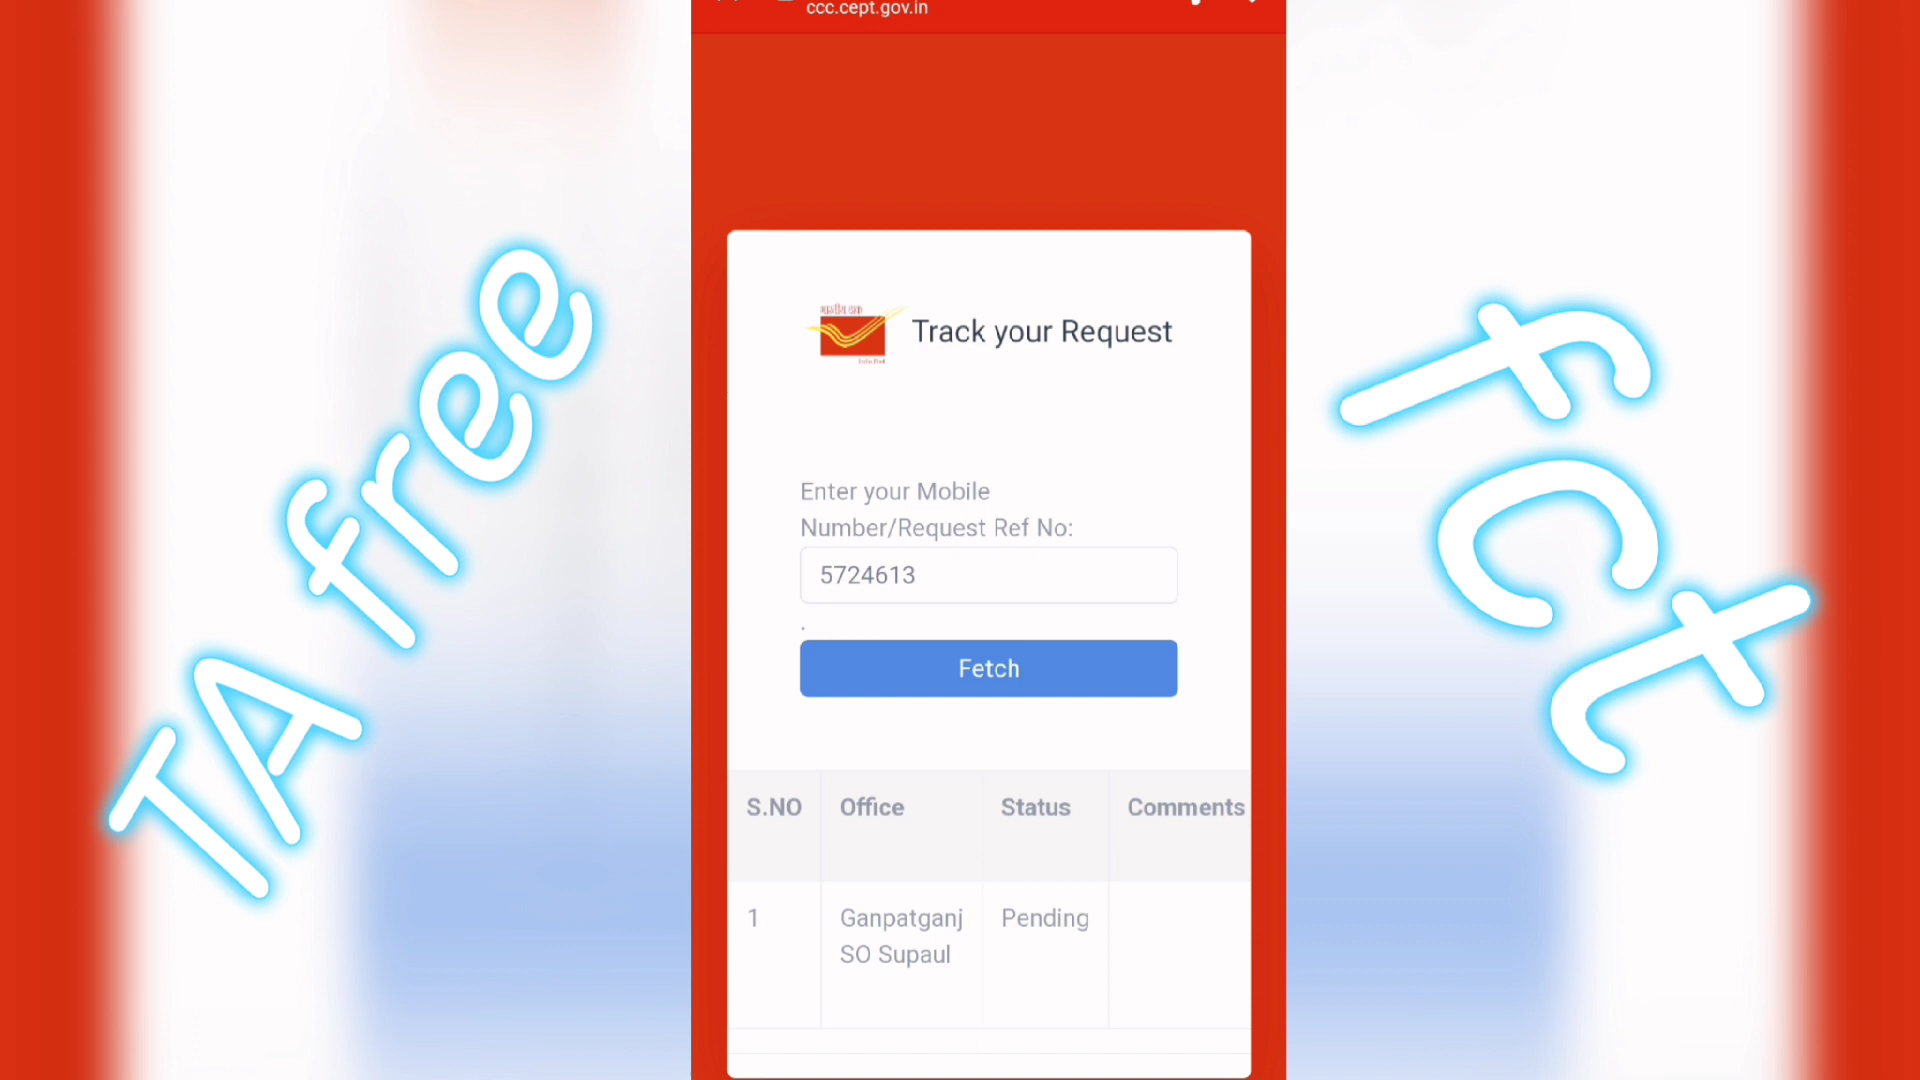 ccc.cept.gov.in
TA free
fct
Track your Request
Enter your Mobile
Number/Request Ref No:
5724613
.
Fetch
S.NO Office Status Comments
1 Ganpatganj Pending
SO Supaul